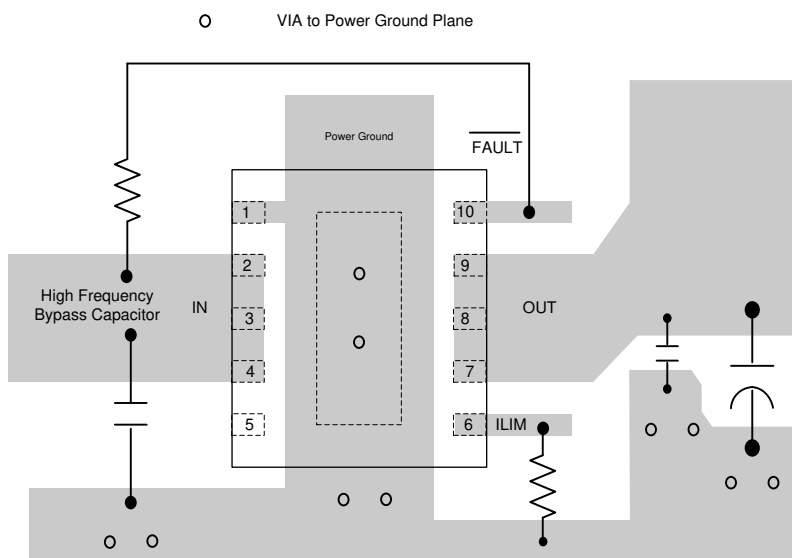 VIA to Power Ground Plane
Power Ground
FAULT
1
10
2
9
High Frequency
Bypass Capacitor
IN
3
8
OUT
4
7
5
6
ILIM